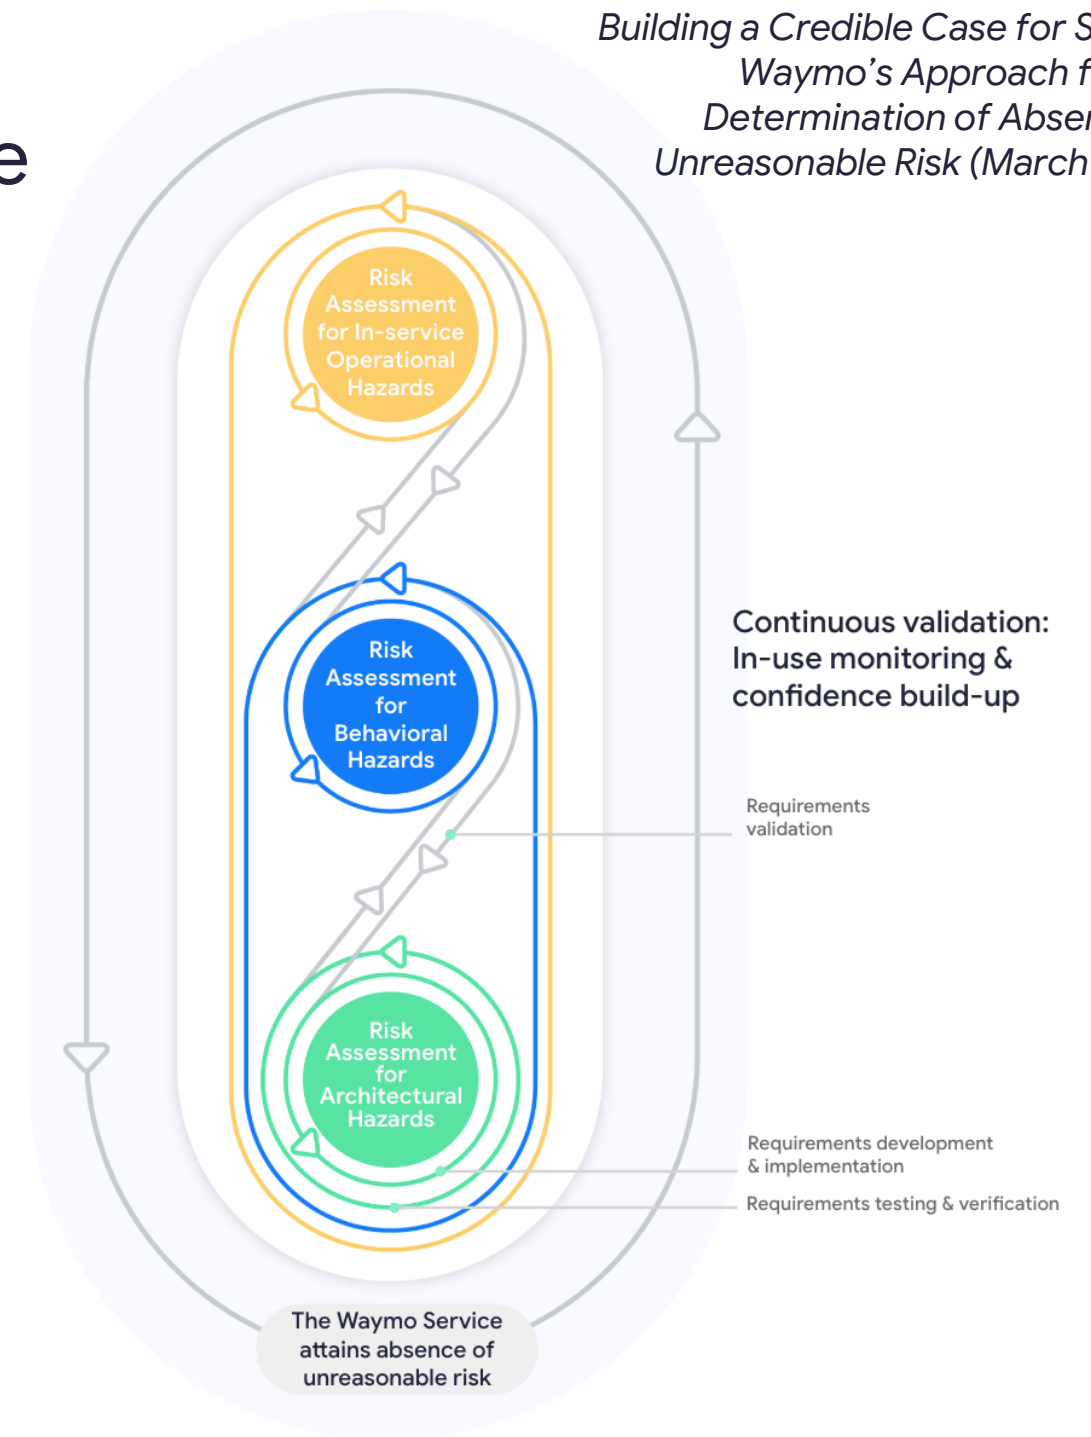 Building a Credible Case for
Waymo's Approach
Determination of
Unreasonable Risk (March
Risk
Assessment
for In-service
Operational
Hazards
Risk
Assessment
for
Behavioral
Hazards
Continuous validation:
In-use monitoring &
confidence build-up
Requirements
validation
Risk
Assessment
for
Architectural
Hazards
Requirements development
& implementation
Requirements testing & verification
The Waymo Service
attains absence of
unreasonable risk